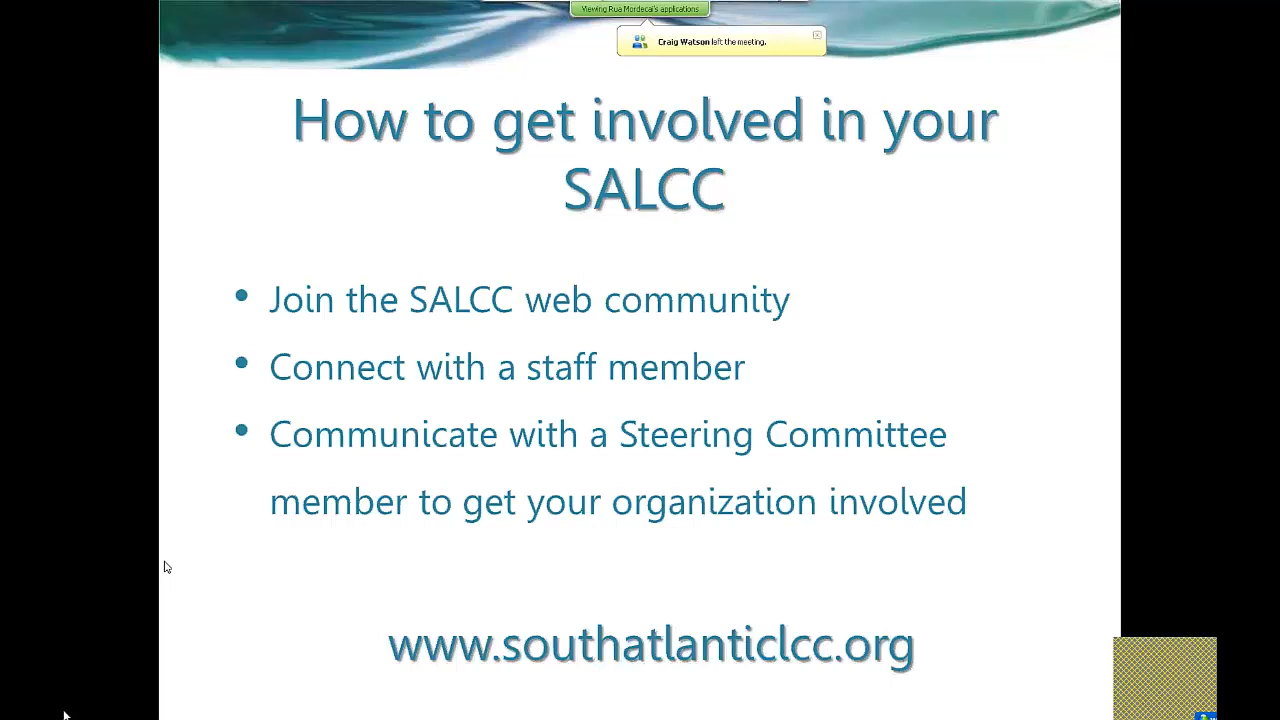 Viewing Rua Mordecai's applications
Craig Watson left the meeting.
How to get involved in your
SALCC
• Join the SALCC web community
• Connect with a staff member
• Communicate with a Steering Committee
member to get your organization involved
www.southatlanticlcc.org